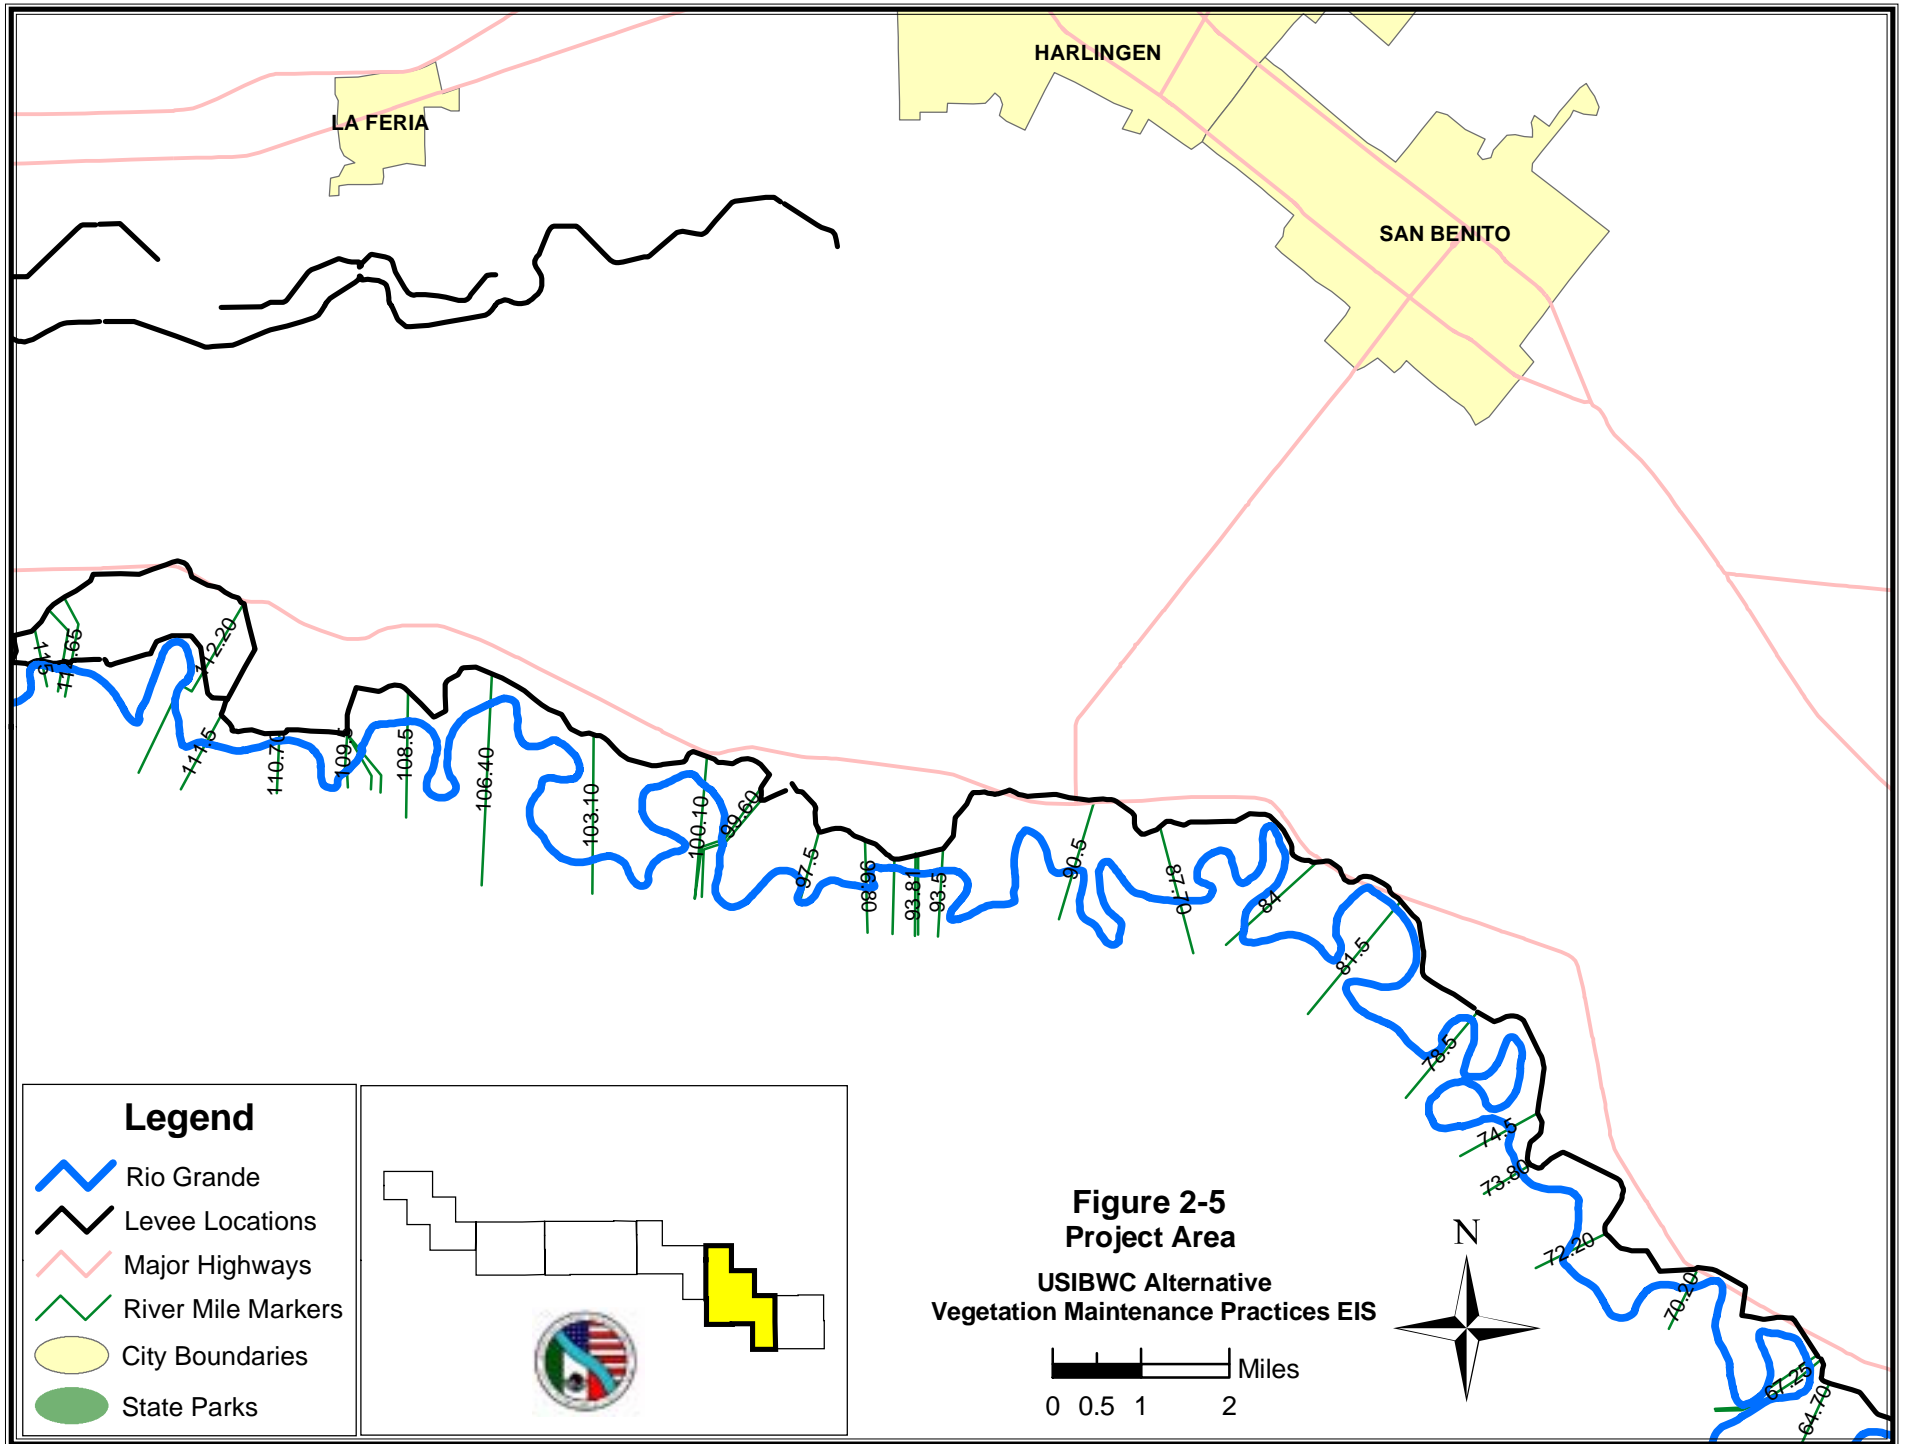 HARLINGEN
LA FERIA
SAN BENITO
112.20
111.5
110.70
108.5
106.40
103.10
100.10
99.60
97.5
96.80
93.81
93.5
90.5
87.70
84
81.5
78.5
74.5
73.80
72.20
70.20
67.25
64.70
Legend
Rio Grande
Levee Locations
Major Highways
River Mile Markers
City Boundaries
State Parks
Figure 2-5
Project Area
USIBWC Alternative
Vegetation Maintenance Practices EIS
Miles
0 0.5 1 2
N